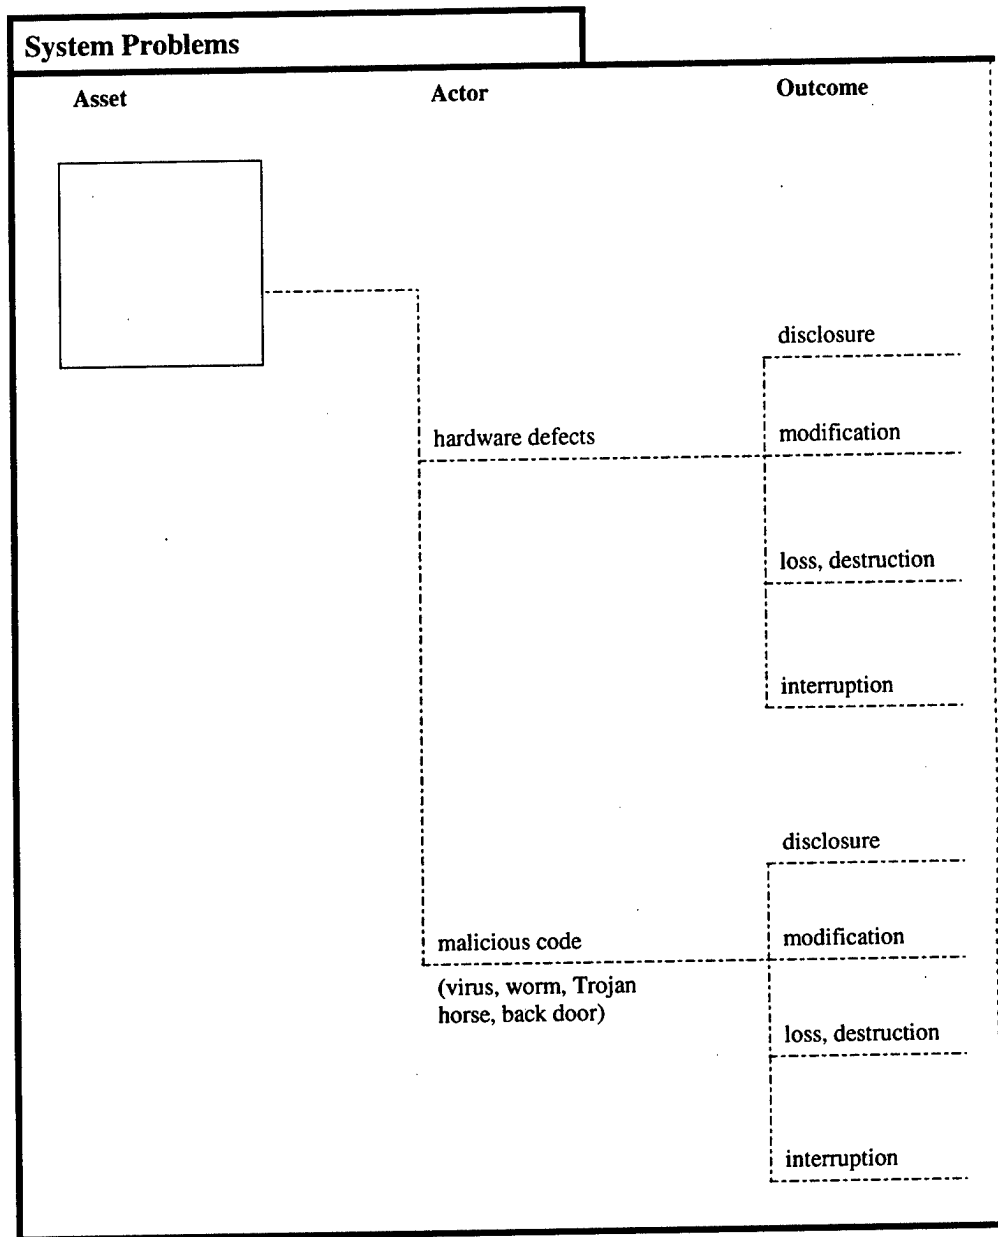 System Problems
Asset
Actor
Outcome
disclosure
hardware defects
modification
loss, destruction
interruption
disclosure
malicious code
modification
(virus, worm, Trojan
horse, back door)
loss, destruction
interruption